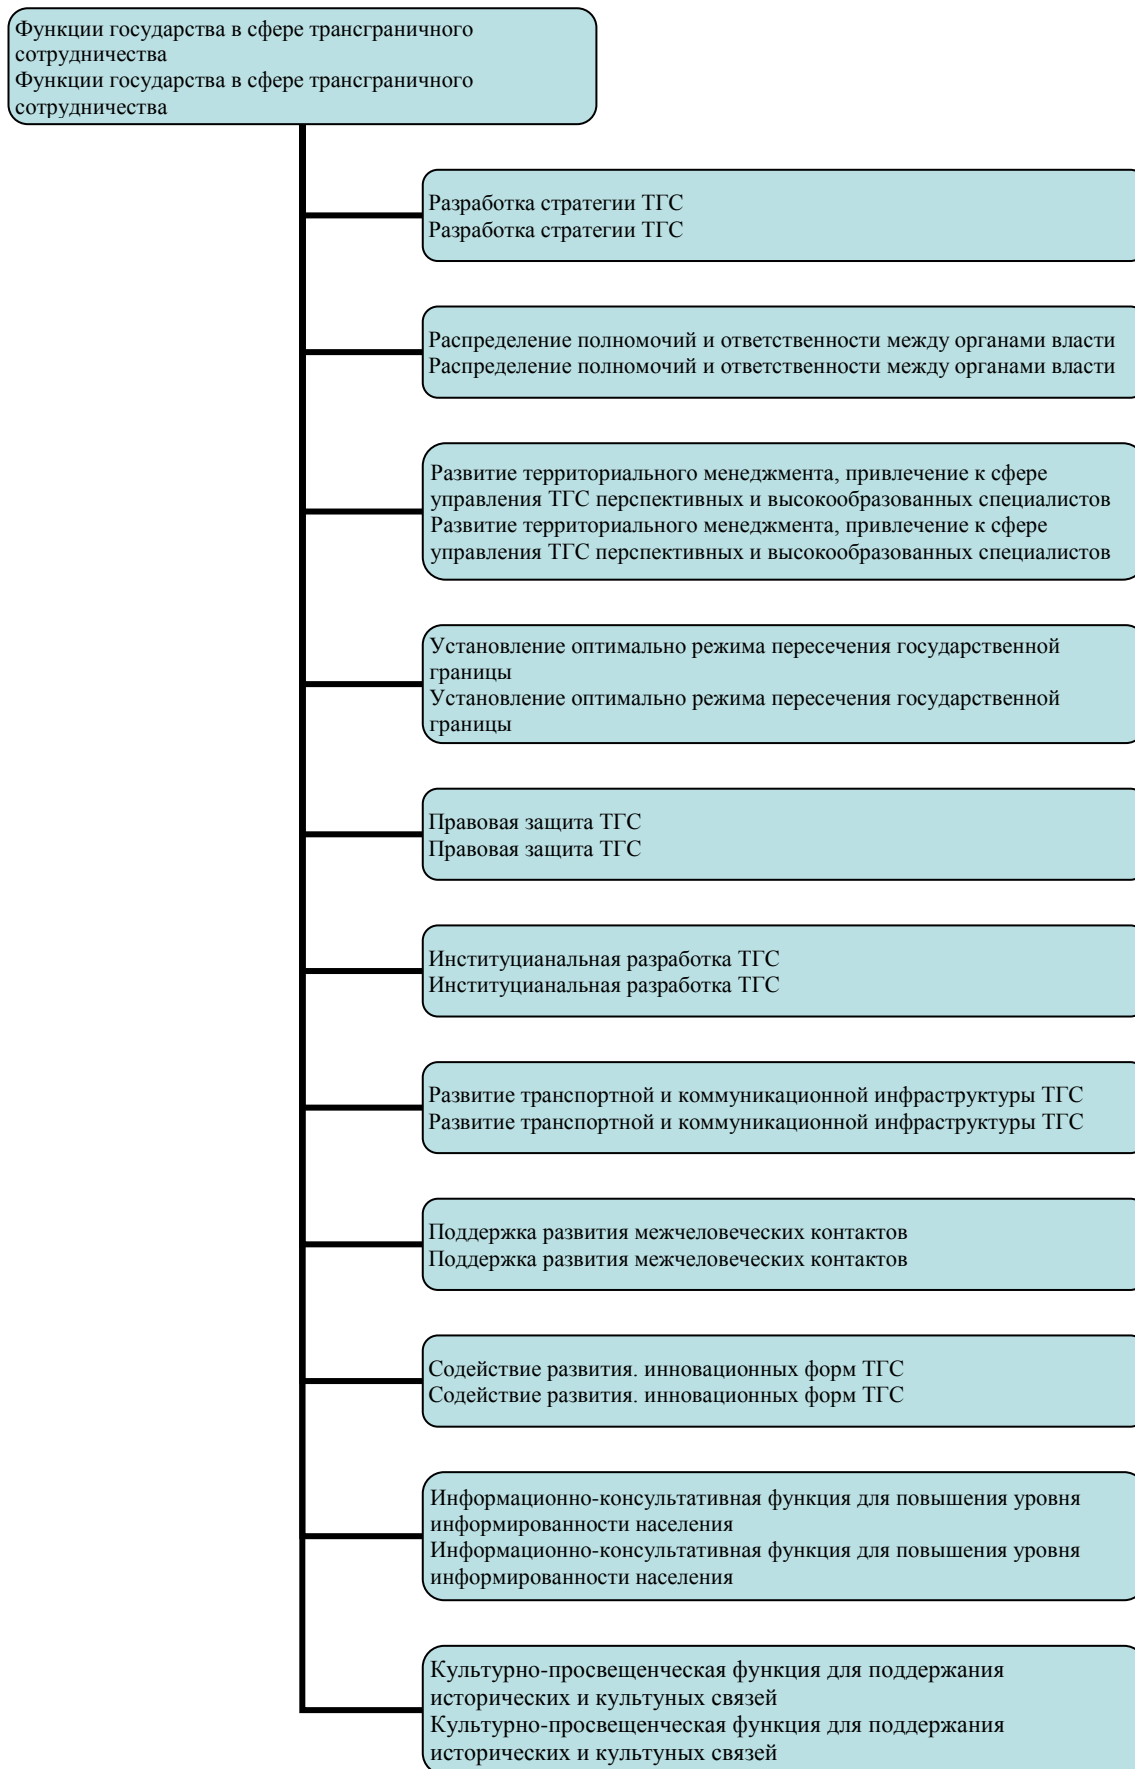 Функции государства в сфере трансграничного
сотрудничества
Функции государства в сфере трансграничного
сотрудничества
Разработка стратегии ТГС
Разработка стратегии ТГС
Распределение полномочий и ответственности между органами власти
Распределение полномочий и ответственности между органами власти
Развитие территориального менеджмента, привлечение к сфере
управления ТГС перспективных и высокообразованных специалистов
Развитие территориального менеджмента, привлечение к сфере
управления ТГС перспективных и высокообразованных специалистов
Установление оптимально режима пересечения государственной
границы
Установление оптимально режима пересечения государственной
границы
Правовая защита ТГС
Правовая защита ТГС
Институцианальная разработка ТГС
Институцианальная разработка ТГС
Развитие транспортной и коммуникационной инфраструктуры ТГС
Развитие транспортной и коммуникационной инфраструктуры ТГС
Поддержка развития межчеловеческих контактов
Поддержка развития межчеловеческих контактов
Содействие развития. инновационных форм ТГС
Содействие развития. инновационных форм ТГС
Информационно-консультативная функция для повышения уровня
информированности населения
Информационно-консультативная функция для повышения уровня
информированности населения
Культурно-просвещенческая функция для поддержания
исторических и культуных связей
Культурно-просвещенческая функция для поддержания
исторических и культуных связей